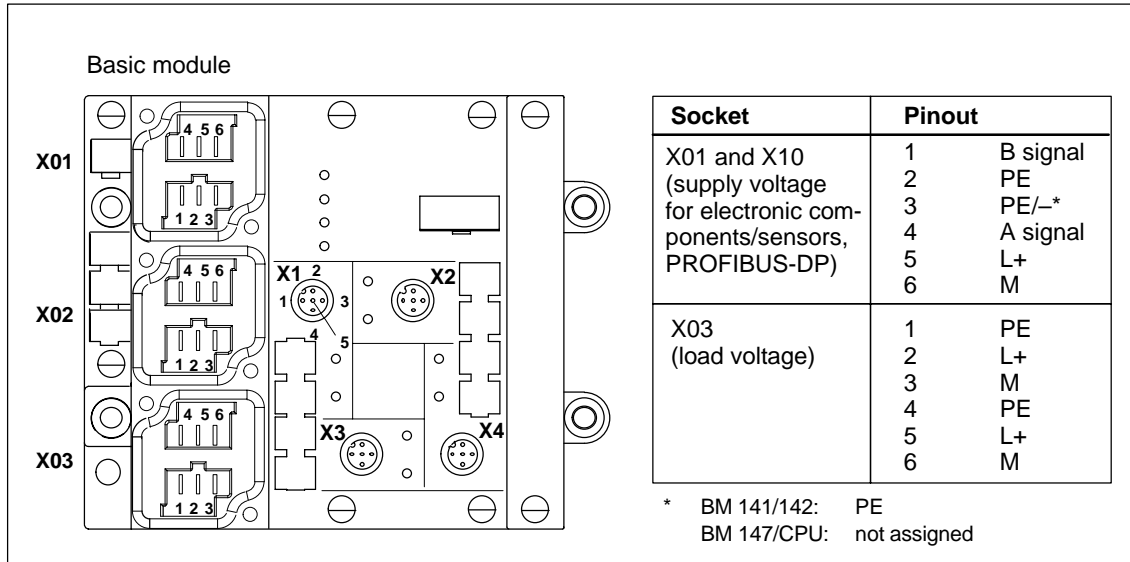 Basic module
X01
4 5 6
1 2 3
X02
4 5 6
1 2 3
X03
4 5 6
1 2 3
X1
1
2
3
4
5
X2
X3
X4
Socket Pinout
X01 and X10 1 B signal
(supply voltage 2 PE
for electronic com- 3 PE/–*
ponents/sensors, 4 A signal
PROFIBUS-DP) 5 L+
6 M
X03 1 PE
(load voltage) 2 L+
3 M
4 PE
5 L+
6 M
* BM 141/142: PE
BM 147/CPU: not assigned